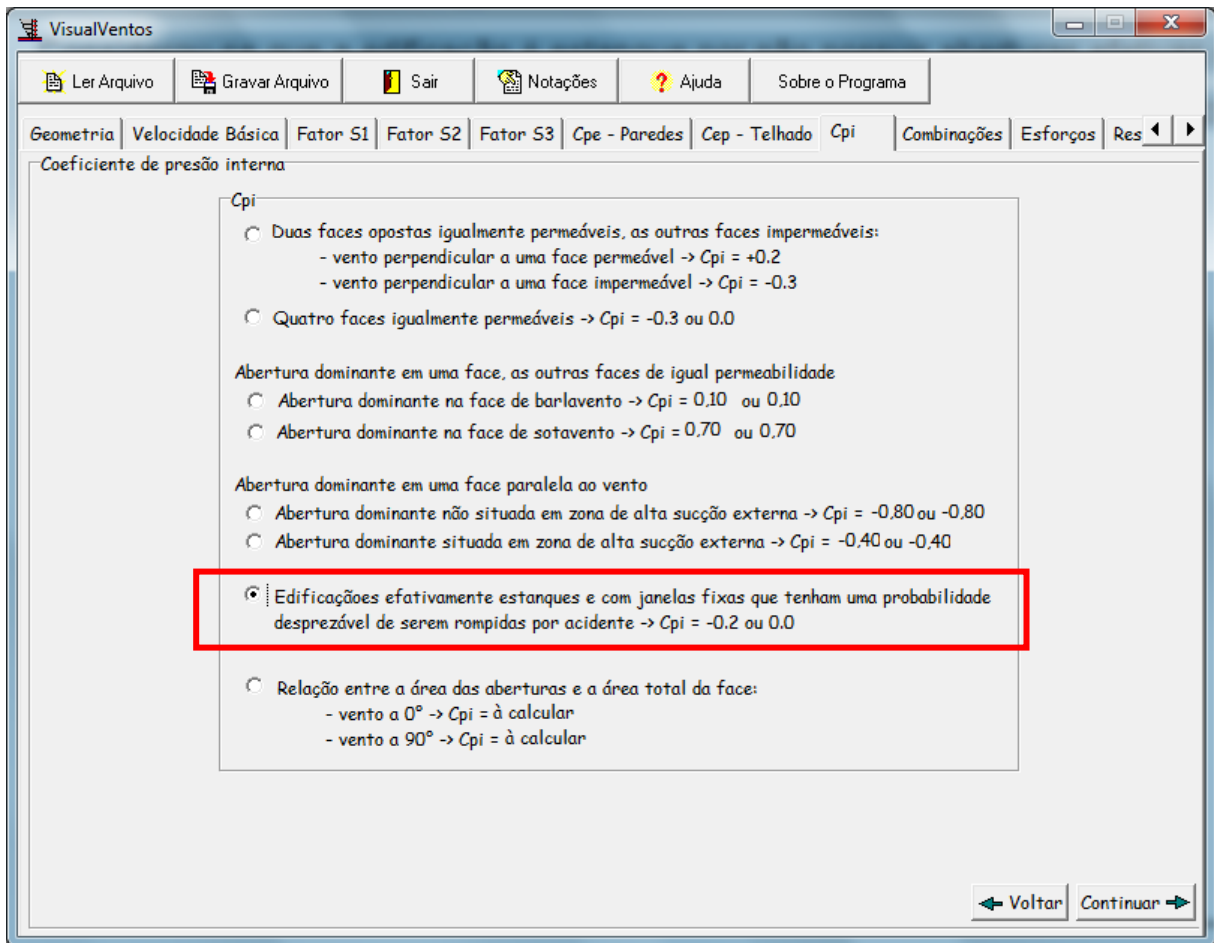 VisualVentos
Ler Arquivo
Gravar Arquivo
Sair
Notações
Ajuda
Sobre o Programa
Geometria
Velocidade Básica
Fator S1
Fator S2
Fator S3
Cpe - Paredes
Cep - Telhado
Cpi
Combinações
Esforços
Res
Coeficiente de presão interna
Cpi
Duas faces opostas igualmente permeáveis, as outras faces impermeáveis:
- vento perpendicular a uma face permeável -> Cpi = +0.2
- vento perpendicular a uma face impermeável -> Cpi = -0.3
Quatro faces igualmente permeáveis -> Cpi = -0.3 ou 0.0
Abertura dominante em uma face, as outras faces de igual permeabilidade
Abertura dominante na face de barlavento -> Cpi = 0,10 ou 0,10
Abertura dominante na face de sotavento -> Cpi = 0,70 ou 0,70
Abertura dominante em uma face paralela ao vento
Abertura dominante não situada em zona de alta sucção externa -> Cpi = -0,80 ou -0,80
Abertura dominante situada em zona de alta sucção externa -> Cpi = -0,40 ou -0,40
Edificaçãoes efativamente estanques e com janelas fixas que tenham uma probabilidade
desprezável de serem rompidas por acidente -> Cpi = -0.2 ou 0.0
Relação entre a área das aberturas e a área total da face:
- vento a 0° -> Cpi = à calcular
- vento a 90° -> Cpi = à calcular
Voltar
Continuar